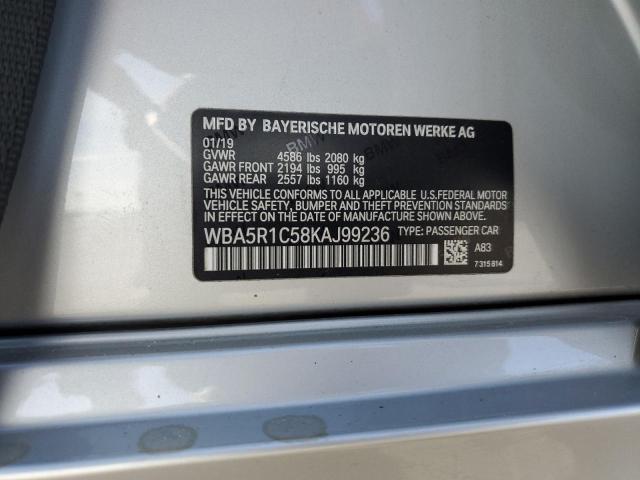 MFD BY BAYERISCHE MOTOREN WERKE AG
01/19
GVWR 4586 lbs 2080 kg
GAWR FRONT 2194 lbs 995 kg
GAWR REAR 2557 lbs 1160 kg
THIS VEHICLE CONFORMS TO ALL APPLICABLE U.S.FEDERAL MOTOR
VEHICLE SAFETY, BUMPER, AND THEFT PREVENTION STANDARDS IN
EFFECT ON THE DATE OF MANUFACTURE SHOWN ABOVE.
WBA5R1C58KAJ99236 TYPE: PASSENGER CAR
A83
7315814